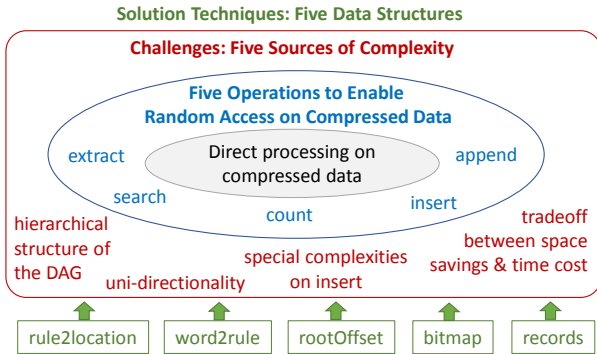 Solution Techniques: Five Data Structures
Challenges: Five Sources of Complexity
Five Operations to Enable
Random Access on Compressed Data
Direct processing on
compressed data
extract
search
count
insert
append
hierarchical
structure of
the DAG
uni-directionality
special complexities
on insert
tradeoff
between space
savings & time cost
rule2location
word2rule
rootOffset
bitmap
records